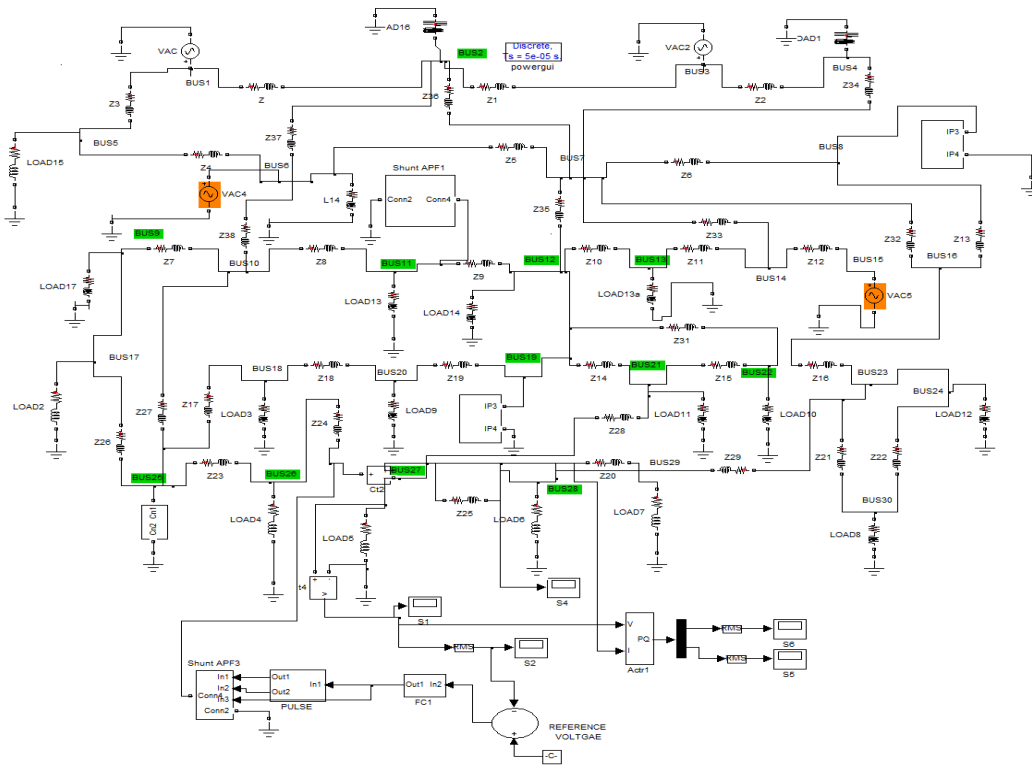 AD16
OAD1
VAC
BUS2
Discrete,
Ts = 5e-05 s
powergui
VAC2
BUS1
BUS3
BUS4
Z3
Z
Z36
Z1
Z2
Z34
Z37
BUS5
BUS8
IP3
IP4
LOAD15
Z4
BUS6
Z5
BUS7
Z6
VAC4
Shunt APF1
Conn2
Conn4
L14
Z35
Z33
Z32
Z13
BUS9
Z38
Z7
BUS10
Z8
BUS11
Z9
BUS12
Z10
BUS13
Z11
BUS14
Z12
BUS15
BUS16
LOAD17
LOAD13
LOAD14
LOAD13a
VAC5
Z31
BUS17
BUS18
Z18
BUS20
Z19
BUS19
Z14
BUS21
Z15
BUS22
Z16
BUS23
BUS24
LOAD2
Z27
Z17
LOAD3
Z24
LOAD9
IP3
IP4
Z28
LOAD11
LOAD10
LOAD12
Z26
BUS25
Z23
BUS26
+
Ct2
BUS27
Z20
BUS29
Z29
Z21
Z22
Z25
BUS28
BUS30
Cn2 Cn1
LOAD4
LOAD5
LOAD6
LOAD7
LOAD8
t4
+ -
v
S1
S4
RMS
S2
V
I
PQ
Actr1
RMS
S6
RMS
S5
Shunt APF3
In1
In2
In3
Conn4
Conn2
Out1
Out2
In1
PULSE
Out1
In2
FC1
REFERENCE
VOLTGAE
-C-